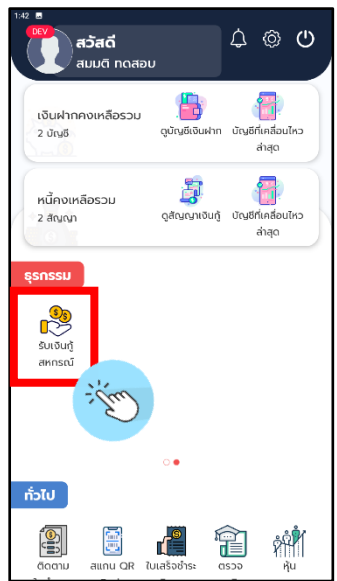 1:42
DEV
สวัสดี
สมมติ ทดสอบ
เงินฝากคงเหลือรวม
2 บัญชี
ดูบัญชีเงินฝาก
บัญชีที่เคลื่อนไหว
ล่าสุด
หนี้คงเหลือรวม
2 สัญญา
ดูสัญญาเงินกู้
บัญชีที่เคลื่อนไหว
ล่าสุด
ธุรกรรม
รับเงินกู้
สหกรณ์
ทั่วไป
ติดตาม
สแกน QR
ใบเสร็จชำระ
ตรวจ
หุ้น